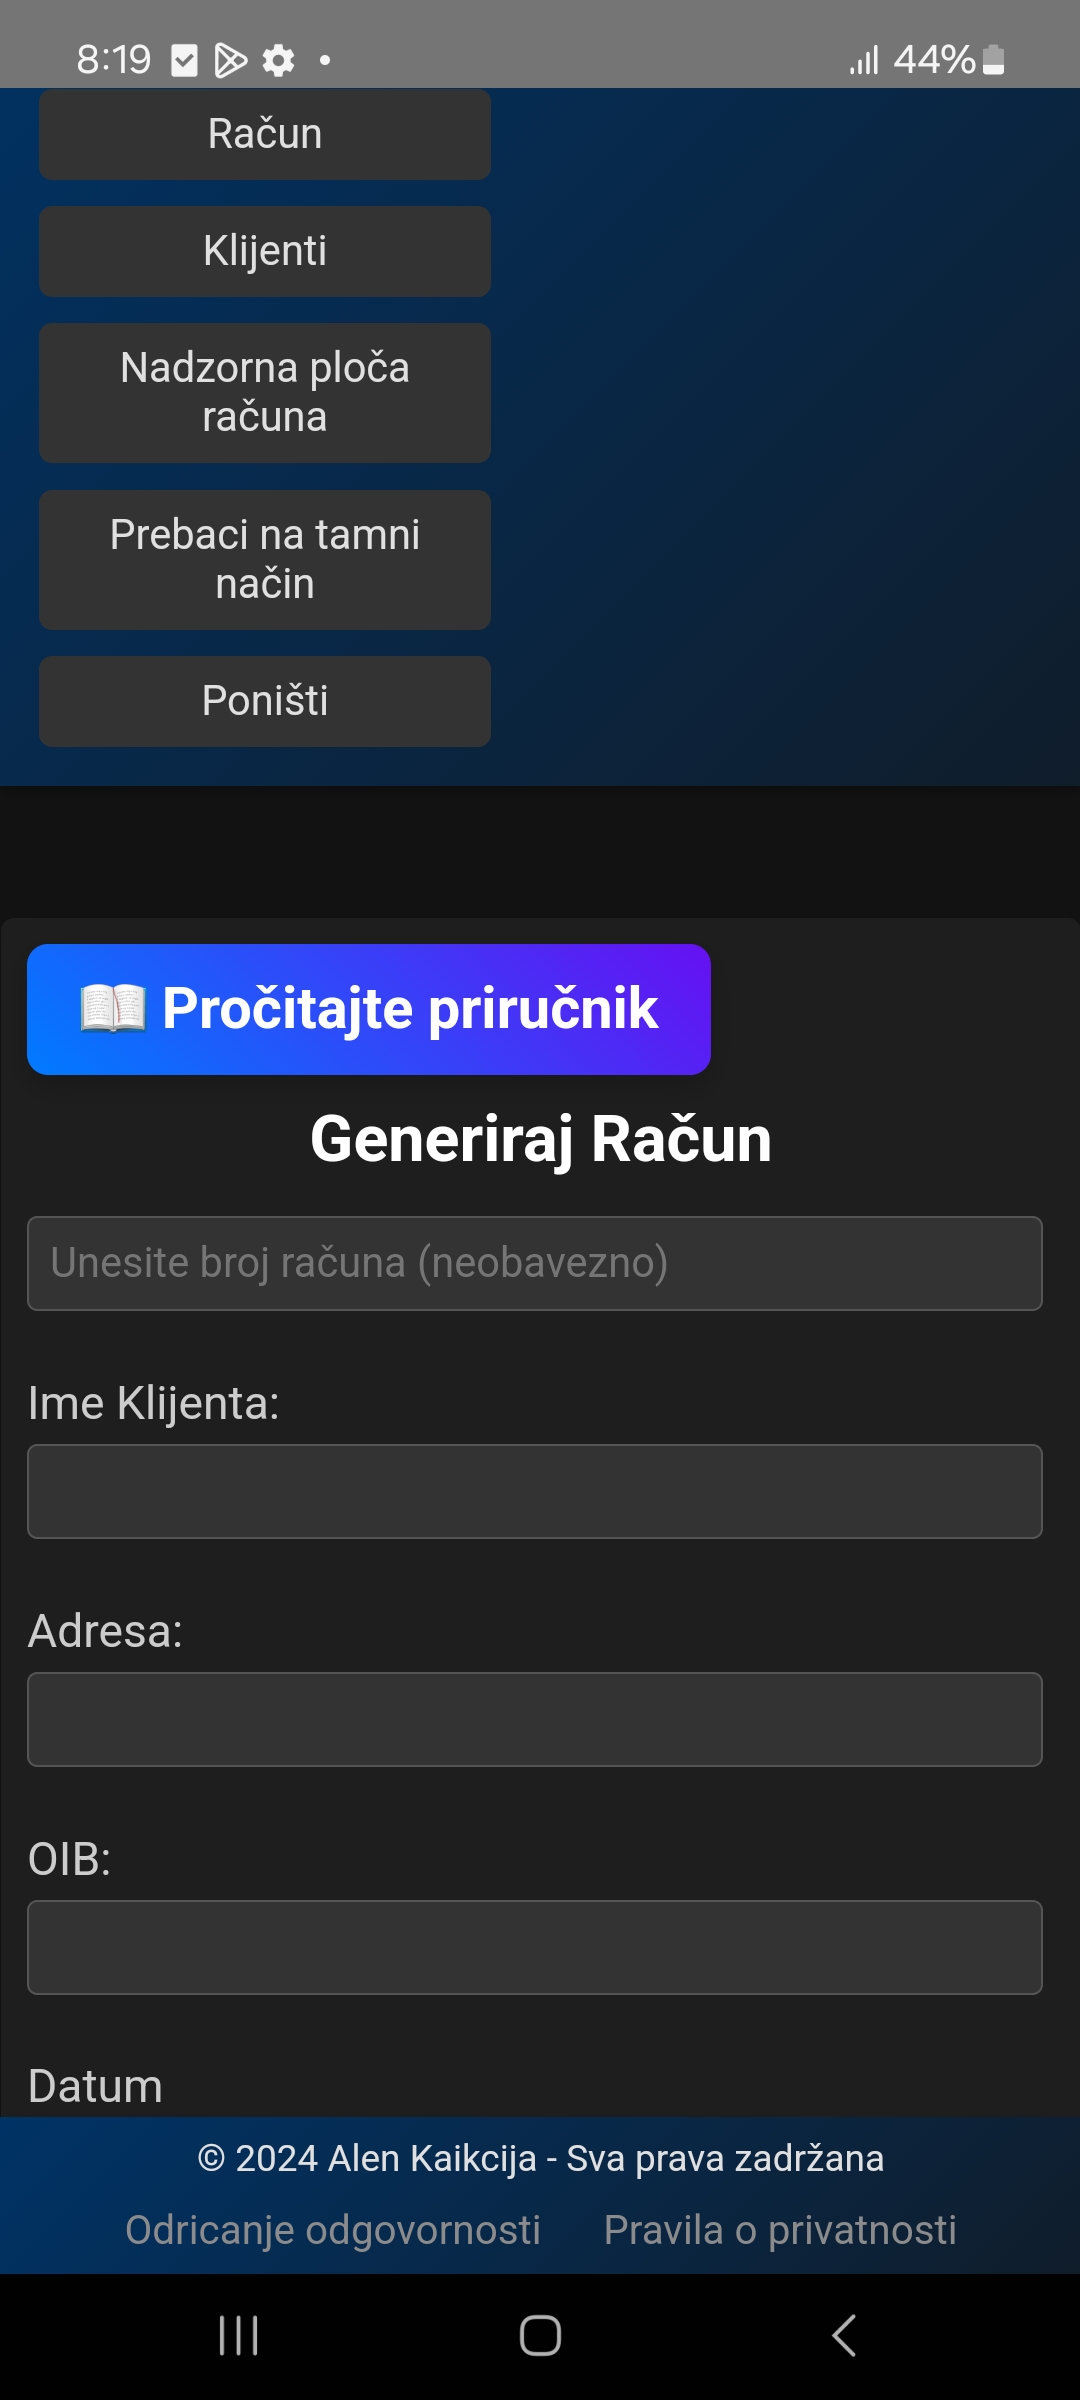 8:19
44%
Račun
Klijenti
Nadzorna ploča
računa
Prebaci na tamni
način
Poništi
📖 Pročitajte priručnik
Generiraj Račun
Unesite broj računa (neobavezno)
Ime Klijenta:
Adresa:
OIB:
Datum
© 2024 Alen Kaikcija - Sva prava zadržana
Odricanje odgovornosti Pravila o privatnosti